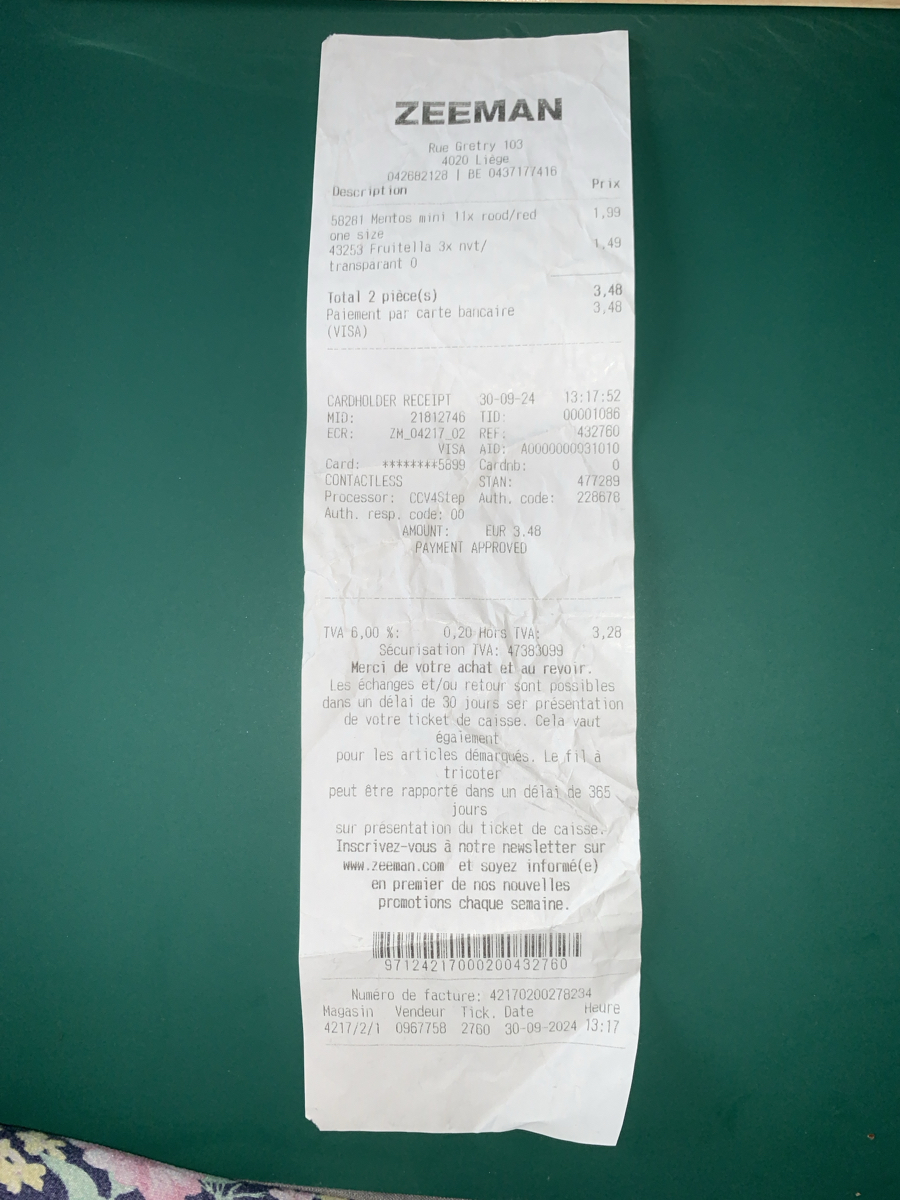 ZEEMAN
Rue Gretry 103
4020 Liège
042682128 | BE 0437177416
Description Prix
58281 Mentos mini 11x rood/red 1,99
one size
43253 Fruitella 3x nvt/ 1,49
transparant 0
Total 2 pièce(s) 3,48
Paiement par carte bancaire 3,48
(VISA)
CARDHOLDER RECEIPT 30-09-24 13:17:52
MID: 21812746 TID: 00001086
ECR: ZM_04217_02 REF: 432760
VISA AID: A0000000031010
Card: ********5899 Cardnb: 0
CONTACTLESS STAN: 477289
Processor: CCV4Step Auth. code: 228678
Auth. resp. code: 00
AMOUNT: EUR 3.48
PAYMENT APPROVED
TVA 6,00 %: 0,20 Hors TVA: 3,28
Sécurisation TVA: 47383099
Merci de votre achat et au revoir.
Les échanges et/ou retour sont possibles
dans un délai de 30 jours ser présentation
de votre ticket de caisse. Cela vaut
également
pour les articles démarqués. Le fil à
tricoter
peut être rapporté dans un délai de 365
jours
sur présentation du ticket de caisse.
Inscrivez-vous à notre newsletter sur
www.zeeman.com et soyez informé(e)
en premier de nos nouvelles
promotions chaque semaine.
97124217000200432760
Numéro de facture: 42170200278234
Magasin Vendeur Tick. Date Heure
4217/2/1 0967758 2760 30-09-2024 13:17